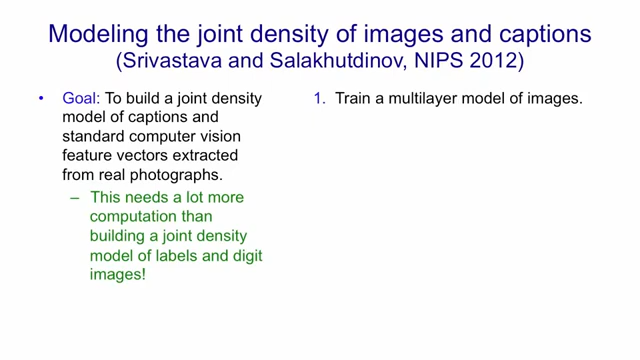 Modeling the joint density of images and captions
(Srivastava and Salakhutdinov, NIPS 2012)
• Goal: To build a joint density
model of captions and
standard computer vision
feature vectors extracted
from real photographs.
– This needs a lot more
computation than
building a joint density
model of labels and digit
images!
1. Train a multilayer model of images.